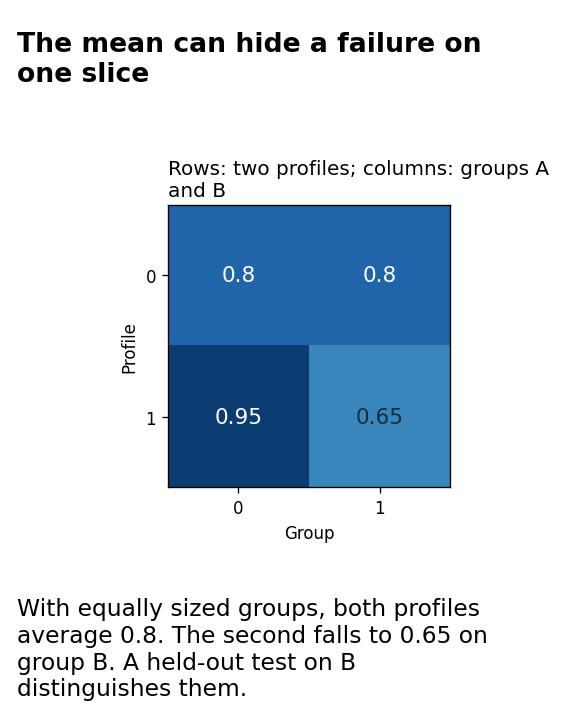 The mean can hide a failure on
one slice
Rows: two profiles; columns: groups A
and B
0
0.8 0.8
Profile
1
0.95 0.65
0 1
Group
With equally sized groups, both profiles
average 0.8. The second falls to 0.65 on
group B. A held-out test on B
distinguishes them.